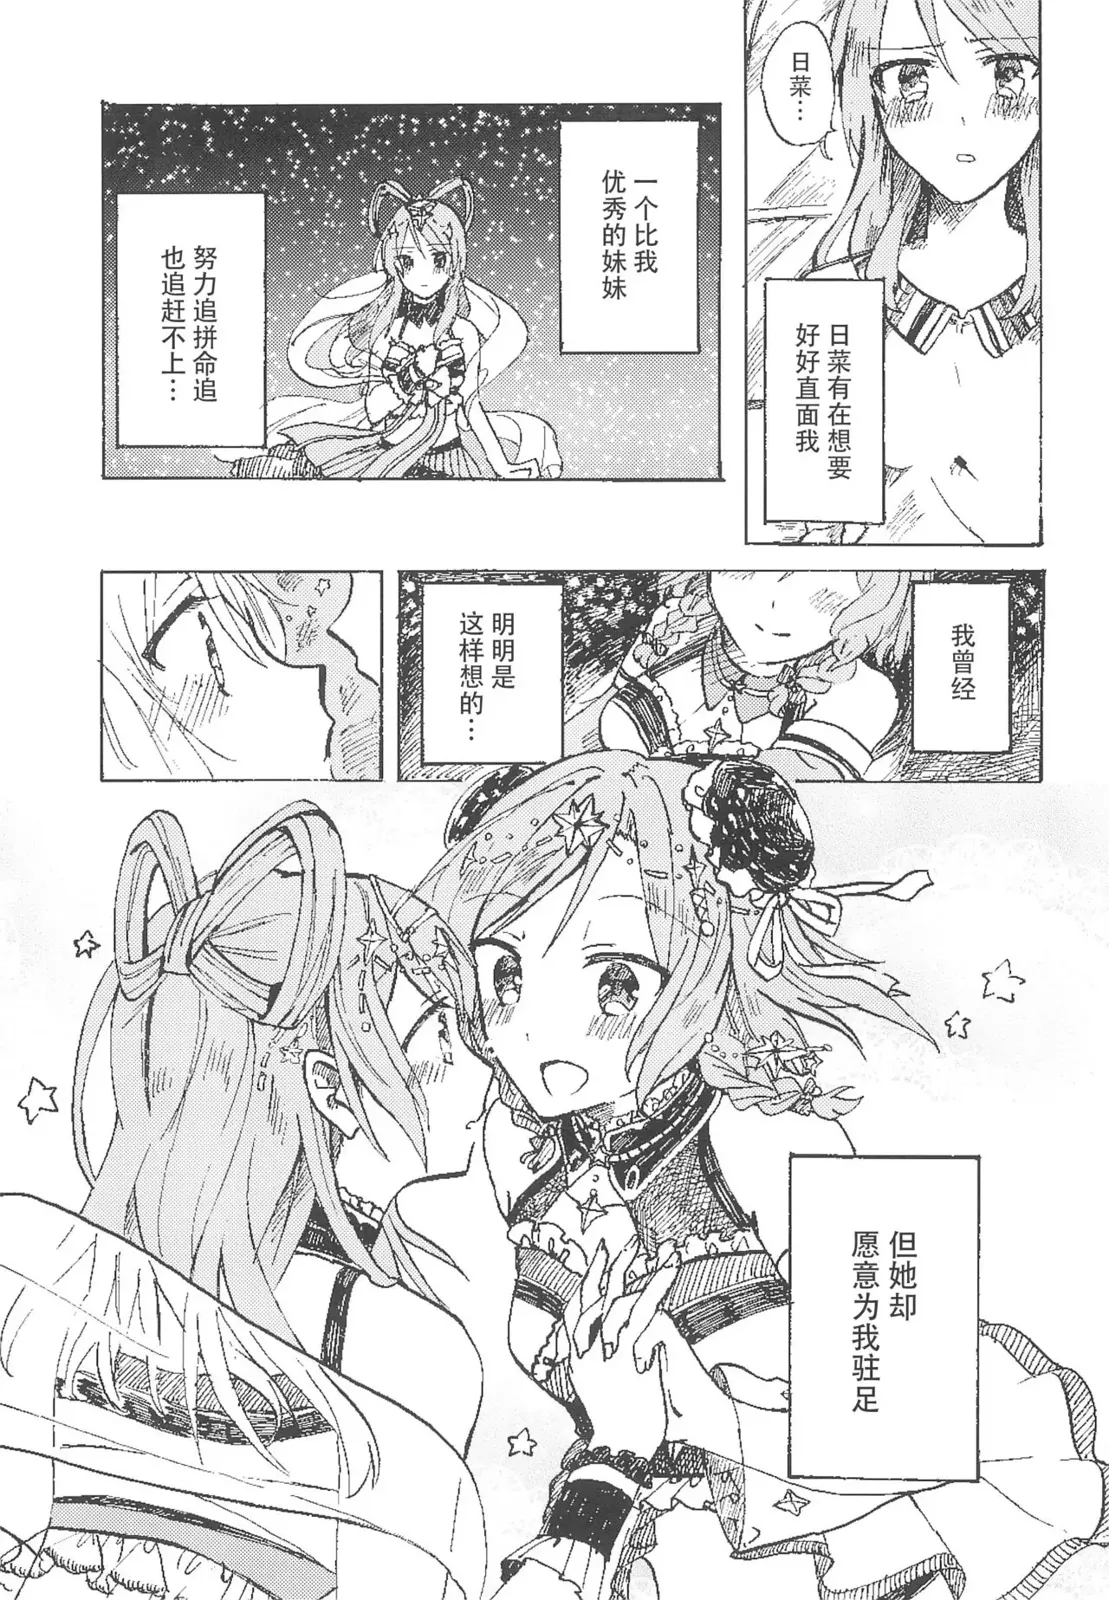 日菜…
日菜有在想要
好好直面我
一个比我
优秀的妹妹
努力追拼命追
也追赶不上…
我曾经
明明是
这样想的…
但她却
愿意为我驻足